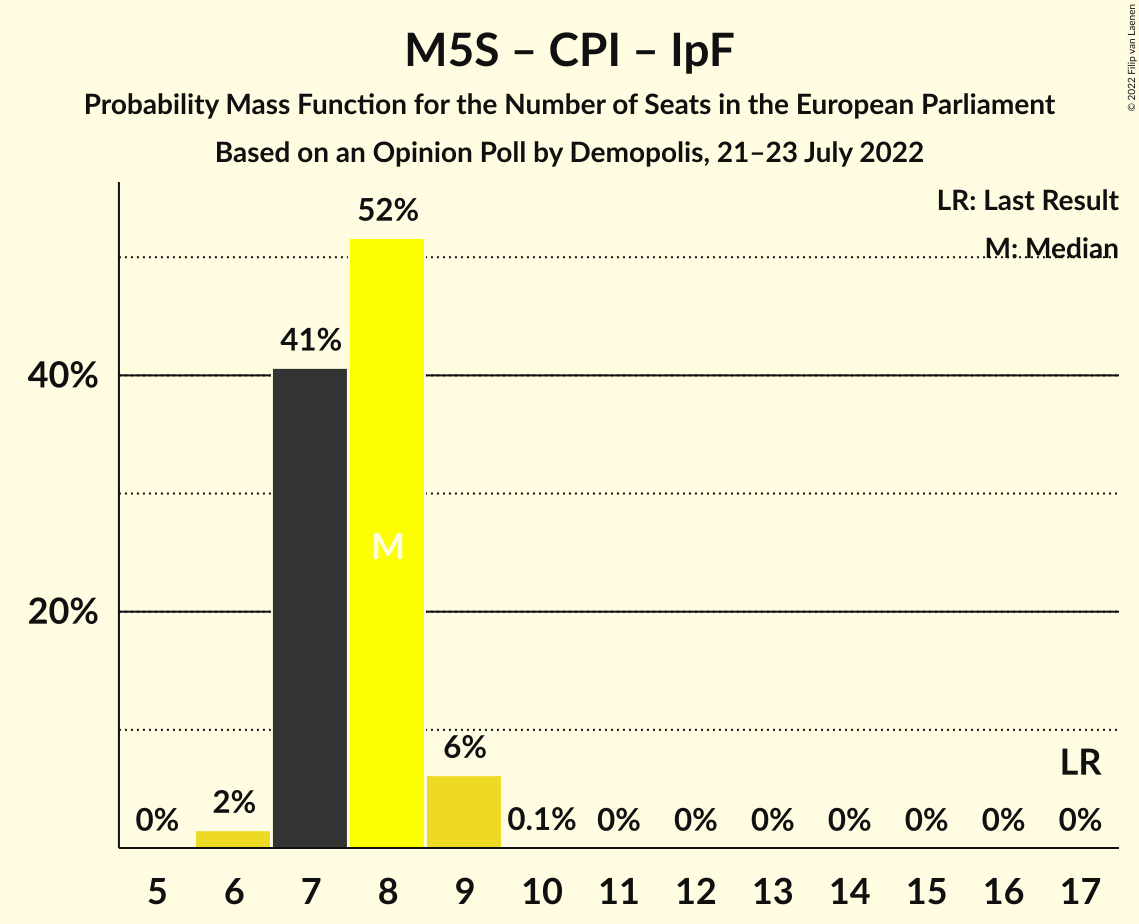 M5S – CPI – IpF
Probability Mass Function for the Number of Seats in the European Parliament
Based on an Opinion Poll by Demopolis, 21–23 July 2022
© 2022 Filip van Laenen
LR: Last Result
M: Median
52%
41%
40%
M
20%
6%
LR
2%
0%
0.1%
0%
0%
0%
0%
0%
0%
0%
5 6 7 8 9 10 11 12 13 14 15 16 17